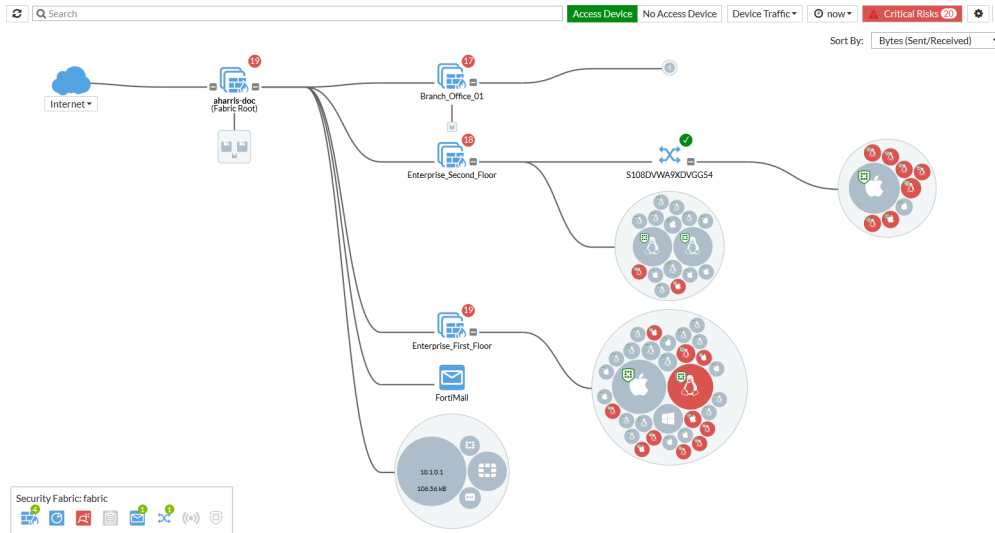 Search
Access Device
No Access Device
Device Traffic
now
Critical Risks 20
Sort By:
Bytes (Sent/Received)
Internet
19
aharris-doc
(Fabric Root)
17
Branch_Office_01
18
Enterprise_Second_Floor
S108DVWA9XDVGG54
19
Enterprise_First_Floor
FortiMail
10.1.0.1
106.56 kB
Security Fabric: fabric
4
1
1